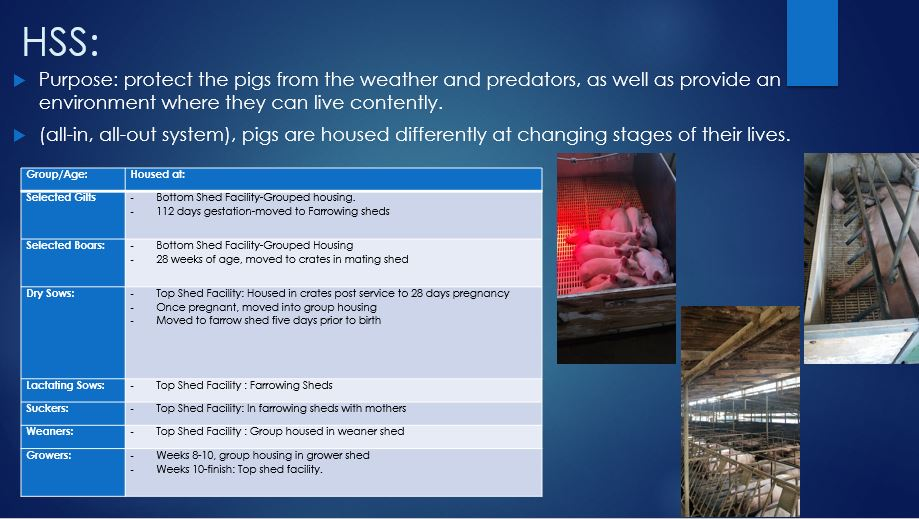 HSS:
Purpose: protect the pigs from the weather and predators, as well as provide an
environment where they can live contently.
(all-in, all-out system), pigs are housed differently at changing stages of their lives.
Group/Age: Housed at:
Selected Gilts - Bottom Shed Facility-Grouped housing.
- 112 days gestation-moved to Farrowing sheds
Selected Boars: - Bottom Shed Facility-Grouped Housing
- 28 weeks of age, moved to crates in mating shed
Dry Sows: - Top Shed Facility: Housed in crates post service to 28 days pregnancy
- Once pregnant, moved into group housing
- Moved to farrow shed five days prior to birth
Lactating Sows: - Top Shed Facility : Farrowing Sheds
Suckers: - Top Shed Facility: In farrowing sheds with mothers
Weaners: - Top Shed Facility : Group housed in weaner shed
Growers: - Weeks 8-10, group housing in grower shed
- Weeks 10-finish: Top shed facility.